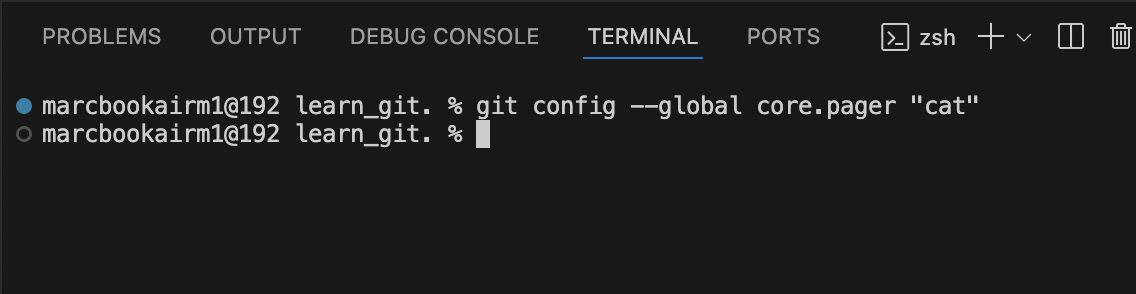 PROBLEMS OUTPUT DEBUG CONSOLE TERMINAL PORTS zsh
marcbookairm1@192 learn_git. % git config --global core.pager "cat"
marcbookairm1@192 learn_git. %